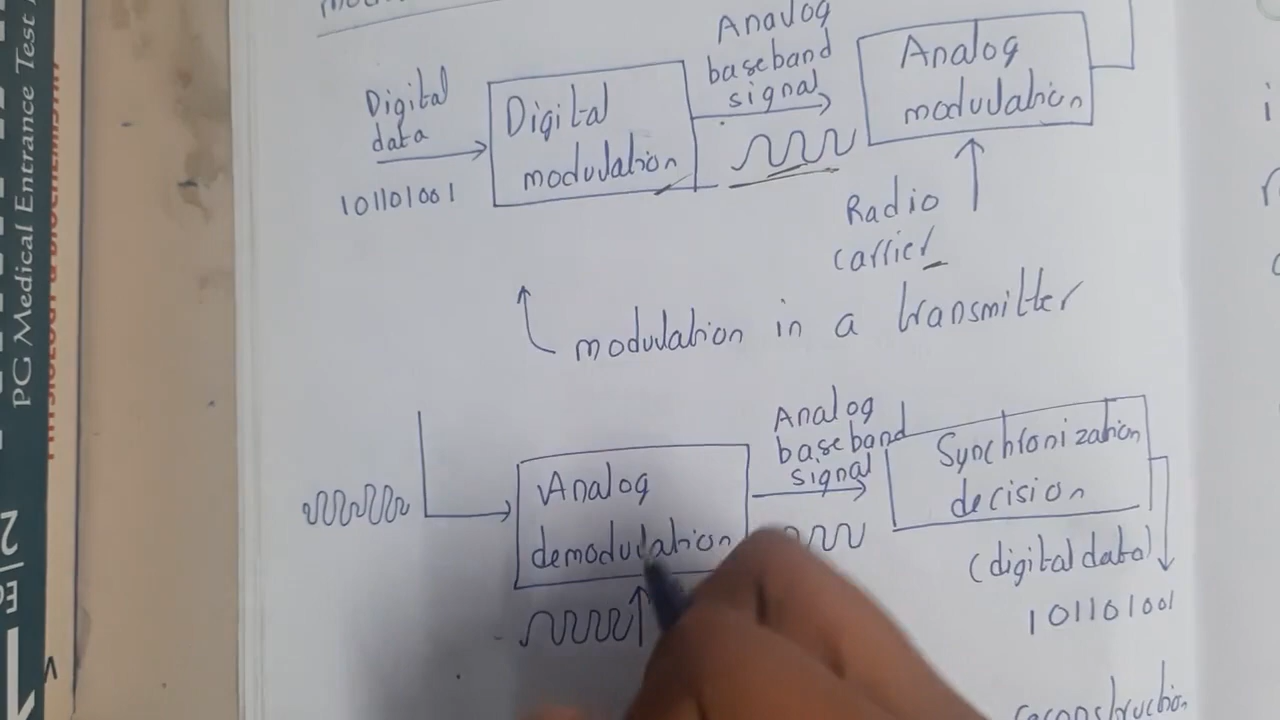 Digital
data
101101001
Digital
modulation
Analog
baseband
signal
Analog
modulation
Radio
carrier
modulation in a transmitter
Analog
demodulation
Analog
baseband
signal
Synchronization
decision
(digital data)
101101001
reconstruction
PG Medical Entrance Test